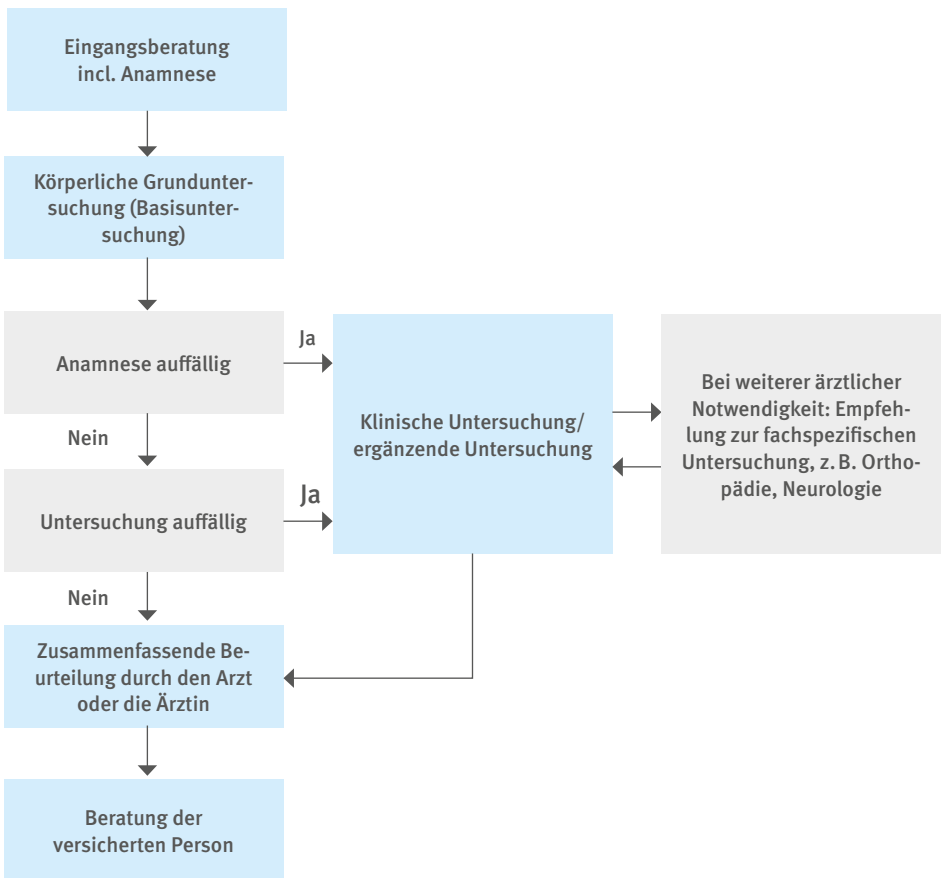 Eingangsberatung
incl. Anamnese
Körperliche Grundunter-
suchung (Basisunter-
suchung)
Anamnese auffällig
Ja
Nein
Untersuchung auffällig
Ja
Nein
Klinische Untersuchung/
ergänzende Untersuchung
Bei weiterer ärztlicher
Notwendigkeit: Empfeh-
lung zur fachspezifischen
Untersuchung, z. B. Ortho-
pädie, Neurologie
Zusammenfassende Be-
urteilung durch den Arzt
oder die Ärztin
Beratung der
versicherten Person